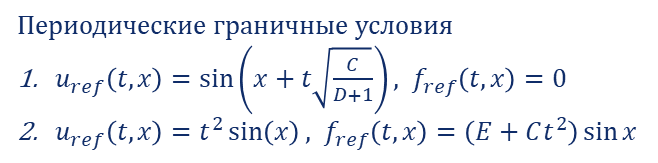 Периодические граничные условия
1. u_ref(t, x) = sin(x + t√(C/(D+1))), f_ref(t, x) = 0
2. u_ref(t, x) = t² sin(x), f_ref(t, x) = (E + Ct²) sin x